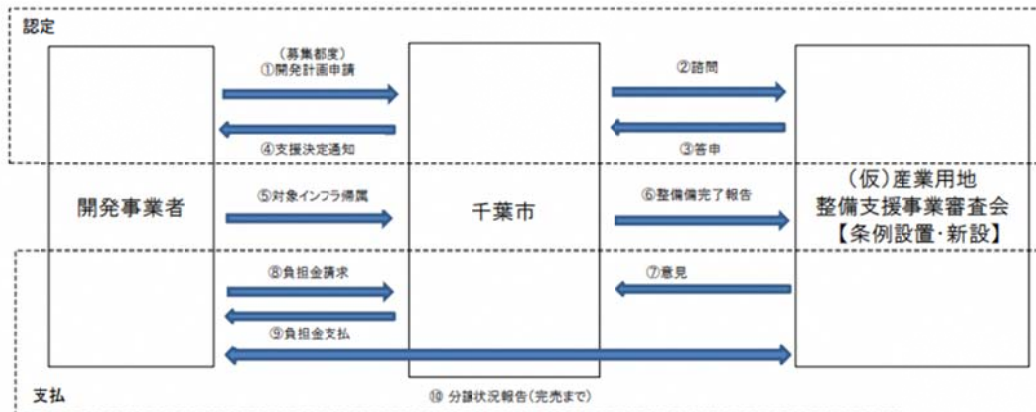 認定
（募集都度）
①開発計画申請
②諮問
④支援決定通知
③答申
開発事業者
⑤対象インフラ帰属
千葉市
⑥整備備完了報告
（仮）産業用地
整備支援事業審査会
【条例設置・新設】
⑧負担金請求
⑦意見
⑨負担金支払
支払
⑩ 分譲状況報告（完売まで）